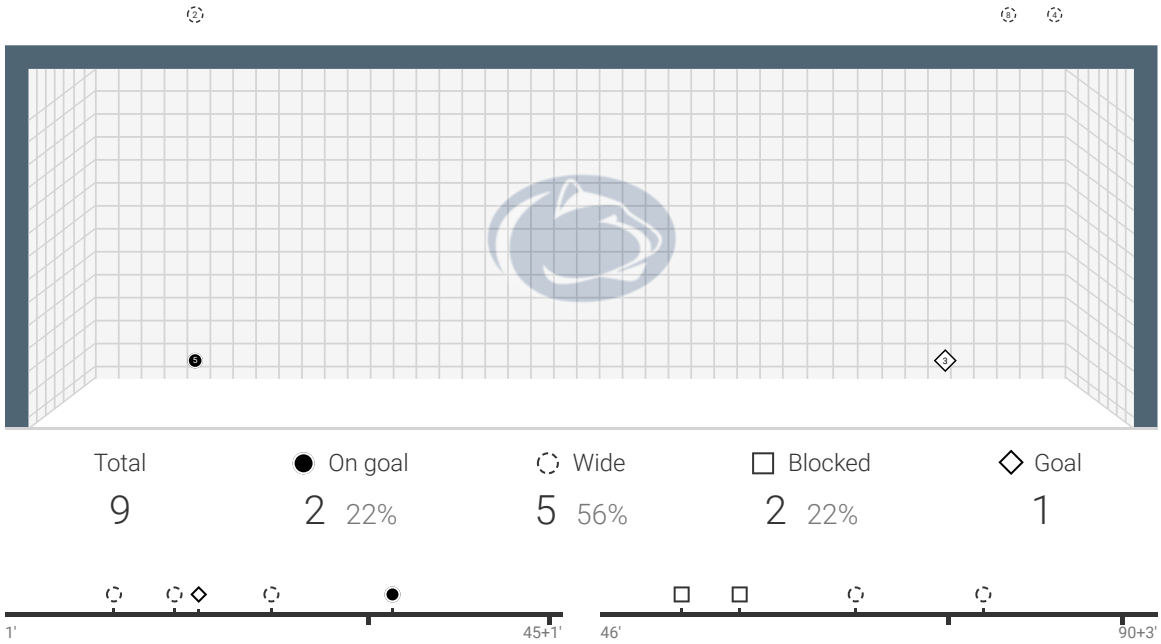 2 8 4
5 3
Total On goal Wide Blocked Goal
9 2 22% 5 56% 2 22% 1
1' 45+1' 46' 90+3'